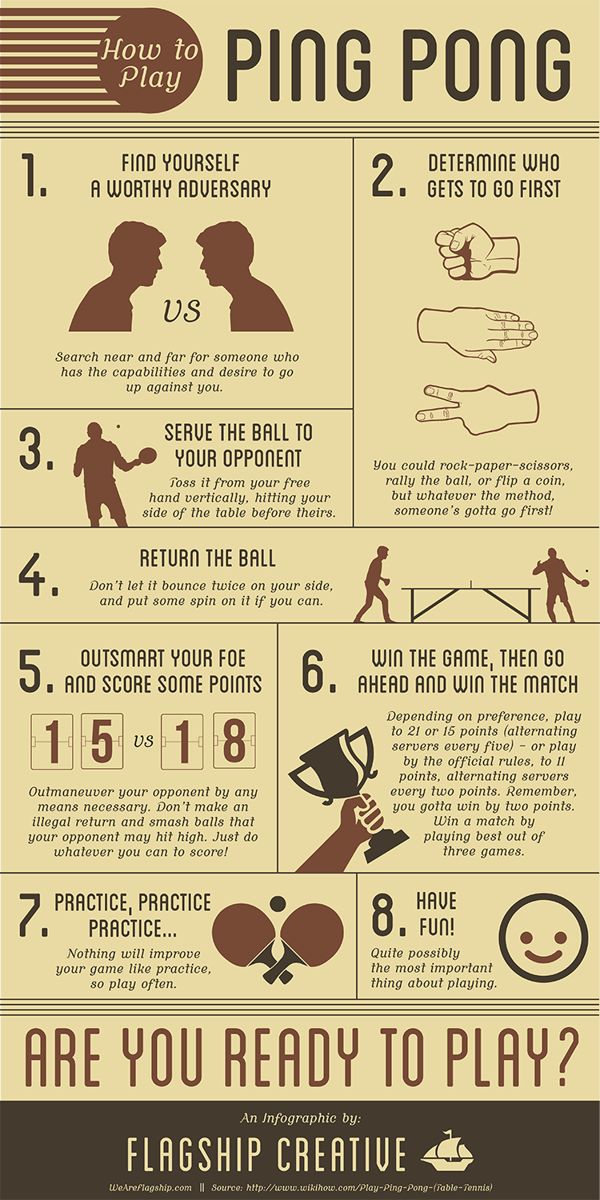 How to
Play
PING PONG
1.
FIND YOURSELF
A WORTHY ADVERSARY
VS
Search near and far for someone who
has the capabilities and desire to go
up against you.
2.
DETERMINE WHO
GETS TO GO FIRST
You could rock-paper-scissors,
rally the ball, or flip a coin,
but whatever the method,
someone's gotta go first!
3.
SERVE THE BALL TO
YOUR OPPONENT
Toss it from your free
hand vertically, hitting your
side of the table before theirs.
4.
RETURN THE BALL
Don't let it bounce twice on your side,
and put some spin on it if you can.
5.
OUTSMART YOUR FOE
AND SCORE SOME POINTS
15 vs 18
Outmaneuver your opponent by any
means necessary. Don't make an
illegal return and smash balls that
your opponent may hit high. Just do
whatever you can to score!
6.
WIN THE GAME, THEN GO
AHEAD AND WIN THE MATCH
Depending on preference, play
to 21 or 15 points (alternating
servers every five) - or play
by the official rules, to 11
points, alternating servers
every two points. Remember,
you gotta win by two points.
Win a match by
playing best out of
three games.
7.
PRACTICE, PRACTICE
PRACTICE...
Nothing will improve
your game like practice,
so play often.
8.
HAVE
FUN!
Quite possibly
the most important
thing about playing.
ARE YOU READY TO PLAY?
An Infographic by:
FLAGSHIP CREATIVE
WeAreFlagship.com || Source: http://www.wikihow.com/Play-Ping-Pong-(Table-Tennis)